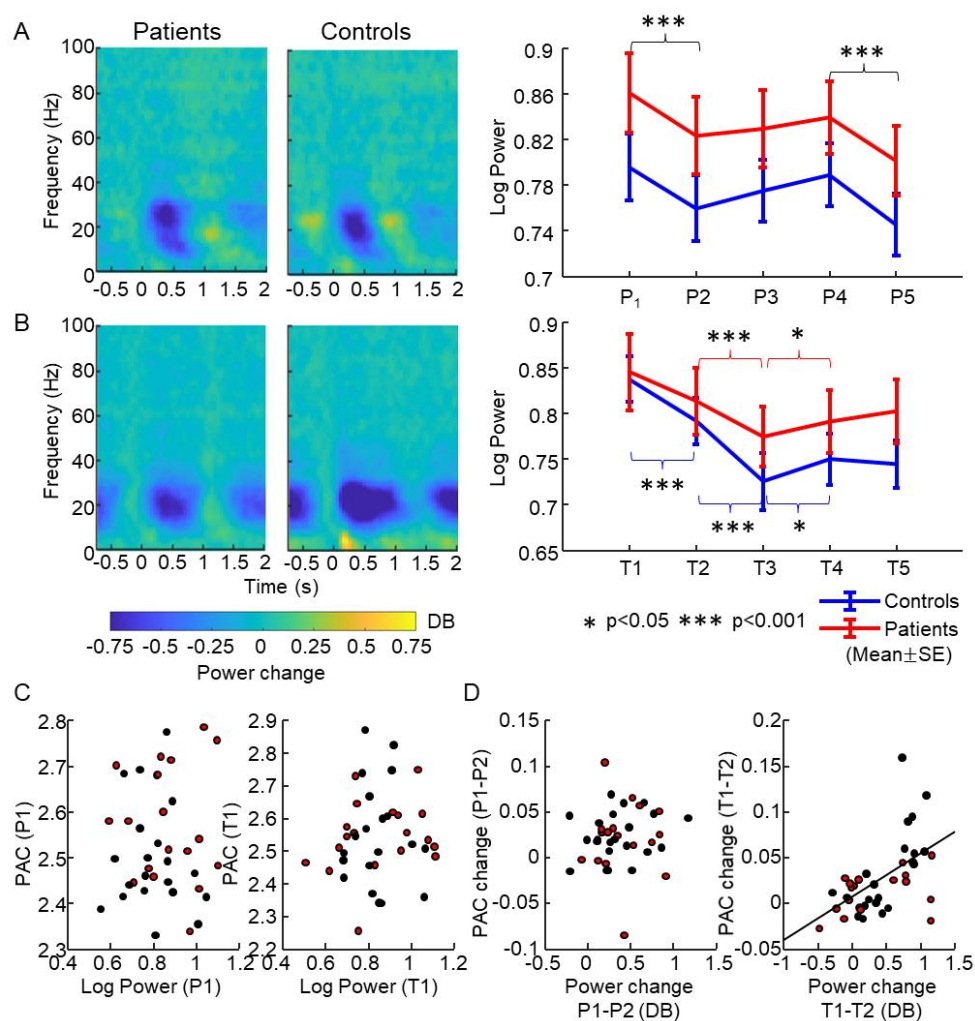 A
Patients
Controls
Frequency (Hz)
100
80
60
40
20
0
-0.5 0 0.5 1 1.5 2
-0.5 0 0.5 1 1.5 2
Log Power
0.9
0.86
0.82
0.78
0.74
0.7
***
***
P1 P2 P3 P4 P5
B
Frequency (Hz)
100
80
60
40
20
0
-0.5 0 0.5 1 1.5 2
-0.5 0 0.5 1 1.5 2
Time (s)
Log Power
0.9
0.85
0.8
0.75
0.65
*** *
***
*** *
T1 T2 T3 T4 T5
DB
-0.75 -0.5 -0.25 0 0.25 0.5 0.75
Power change
* p<0.05 *** p<0.001
Controls
Patients
(Mean±SE)
C
PAC (P1)
2.8
2.7
2.6
2.5
2.4
2.3
0.4 0.6 0.8 1.0 1.2
Log Power (P1)
PAC (T1)
2.9
2.8
2.7
2.6
2.5
2.4
2.3
2.2
0.4 0.6 0.8 1.0 1.2
Log Power (T1)
D
PAC change (P1-P2)
0.15
0.1
0.05
0
-0.05
-0.1
-0.5 0 0.5 1 1.5
Power change
P1-P2 (DB)
PAC change (T1-T2)
0.2
0.15
0.1
0.05
0
-0.05
-1 -0.5 0 0.5 1 1.5
Power change
T1-T2 (DB)